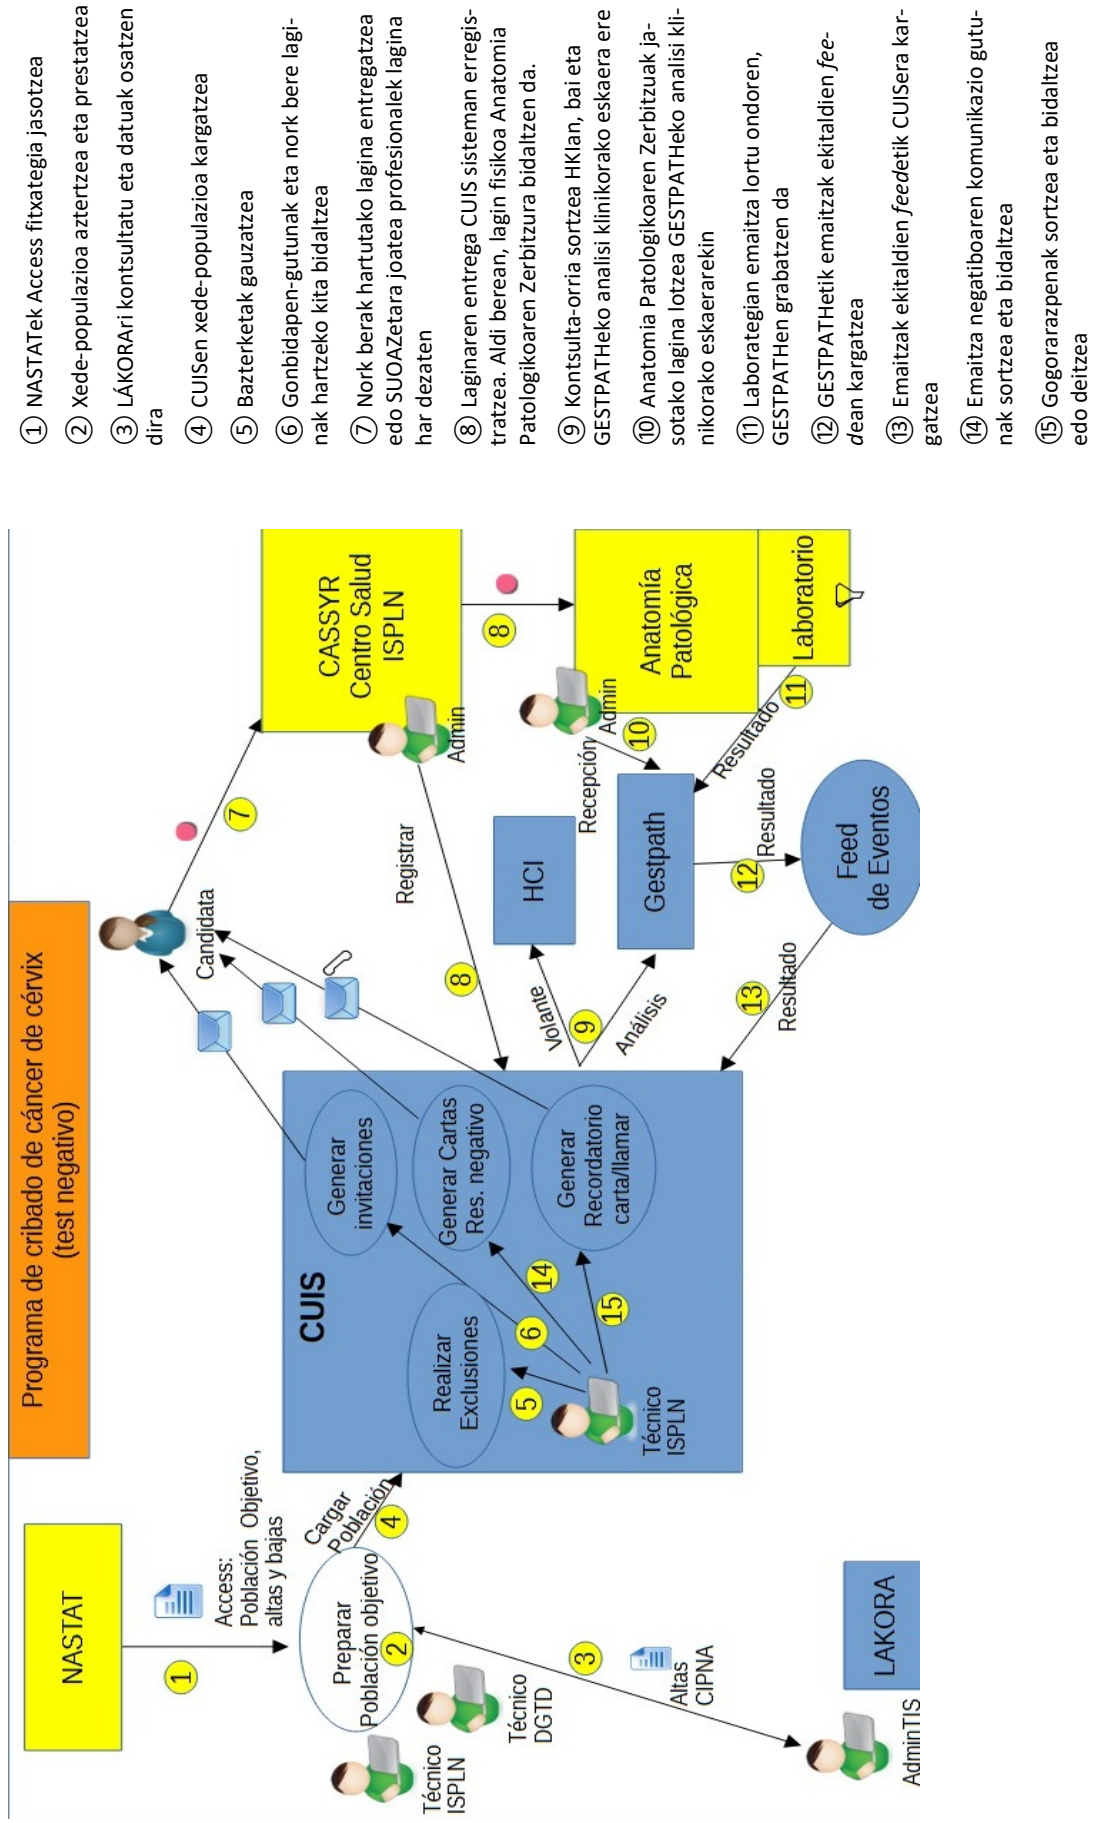 Programa de cribado de cáncer de cérvix
(test negativo)
NASTAT
1
Access:
Población Objetivo,
altas y bajas
Preparar
Población objetivo
2
Técnico
ISPLN
Técnico
DGTD
3
Altas
CIPNA
AdminTIS
LAKORA
Cargar
Población
4
CUIS
Realizar
Exclusiones
5
6
14
15
Técnico
ISPLN
Generar
invitaciones
Generar Cartas
Res. negativo
Generar
Recordatorio
carta/llamar
Candidata
7
CASSYR
Centro Salud
ISPLN
Admin
Registrar
8
8
Volante
9
Análisis
HCI
Gestpath
Recepción
Admin
10
Anatomía
Patológica
Laboratorio
11
Resultado
12
Resultado
Feed
de Eventos
13
Resultado
1 NASTATek Access fitxategia jasotzea
2 Xede-populazioa aztertzea eta prestatzea
3 LÁKORAri kontsultatu eta datuak osatzen
dira
4 CUISen xede-populazioa kargatzea
5 Bazterketak gauzatzea
6 Gonbidapen-gutunak eta nork bere lagi-
nak hartzeko kita bidaltzea
7 Nork berak hartutako lagina entregatzea
edo SUOAZetara joatea profesionalek lagina
har dezaten
8 Laginaren entrega CUIS sisteman erregis-
tratzea. Aldi berean, lagin fisikoa Anatomia
Patologikoaren Zerbitzura bidaltzen da.
9 Kontsulta-orria sortzea HKIan, bai eta
GESTPATHeko analisi klinikorako eskaera ere
10 Anatomia Patologikoaren Zerbitzuak ja-
sotako lagina lotzea GESTPATHeko analisi kli-
nikorako eskaerarekin
11 Laborategian emaitza lortu ondoren,
GESTPATHen grabatzen da
12 GESTPATHetik emaitzak ekitaldien fee-
dean kargatzea
13 Emaitzak ekitaldien feedetik CUISera kar-
gatzea
14 Emaitza negatiboaren komunikazio gutu-
nak sortzea eta bidaltzea
15 Gogorarazpenak sortzea eta bidaltzea
edo deitzea